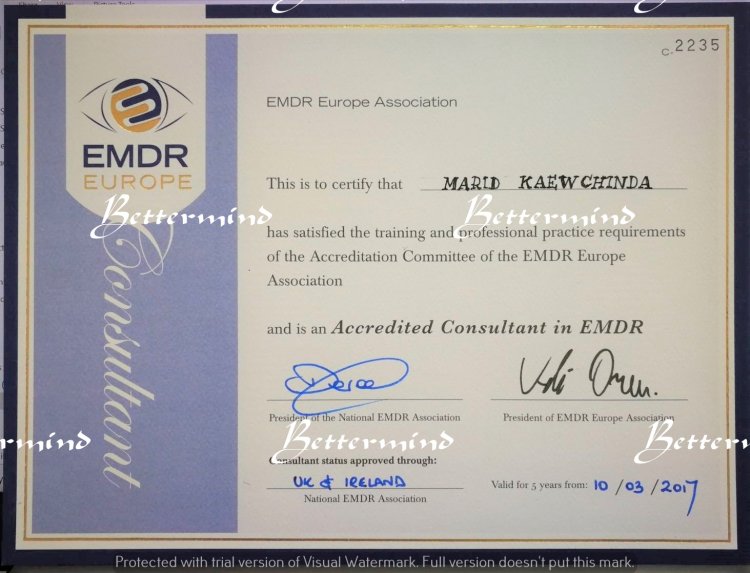 Bettermind Bettermind
c.2235
EMDR
EUROPE
Consultant
EMDR Europe Association
This is to certify that MARID KAEWCHINDA
Bettermind Bettermind
has satisfied the training and professional practice requirements
of the Accreditation Committee of the EMDR Europe
Association
and is an Accredited Consultant in EMDR
President of the National EMDR Association
President of EMDR Europe Association
Bettermind
Consultant status approved through:
UK & IRELAND
National EMDR Association
Valid for 5 years from: 10/03/2017
Protected with trial version of Visual Watermark. Full version doesn't put this mark.